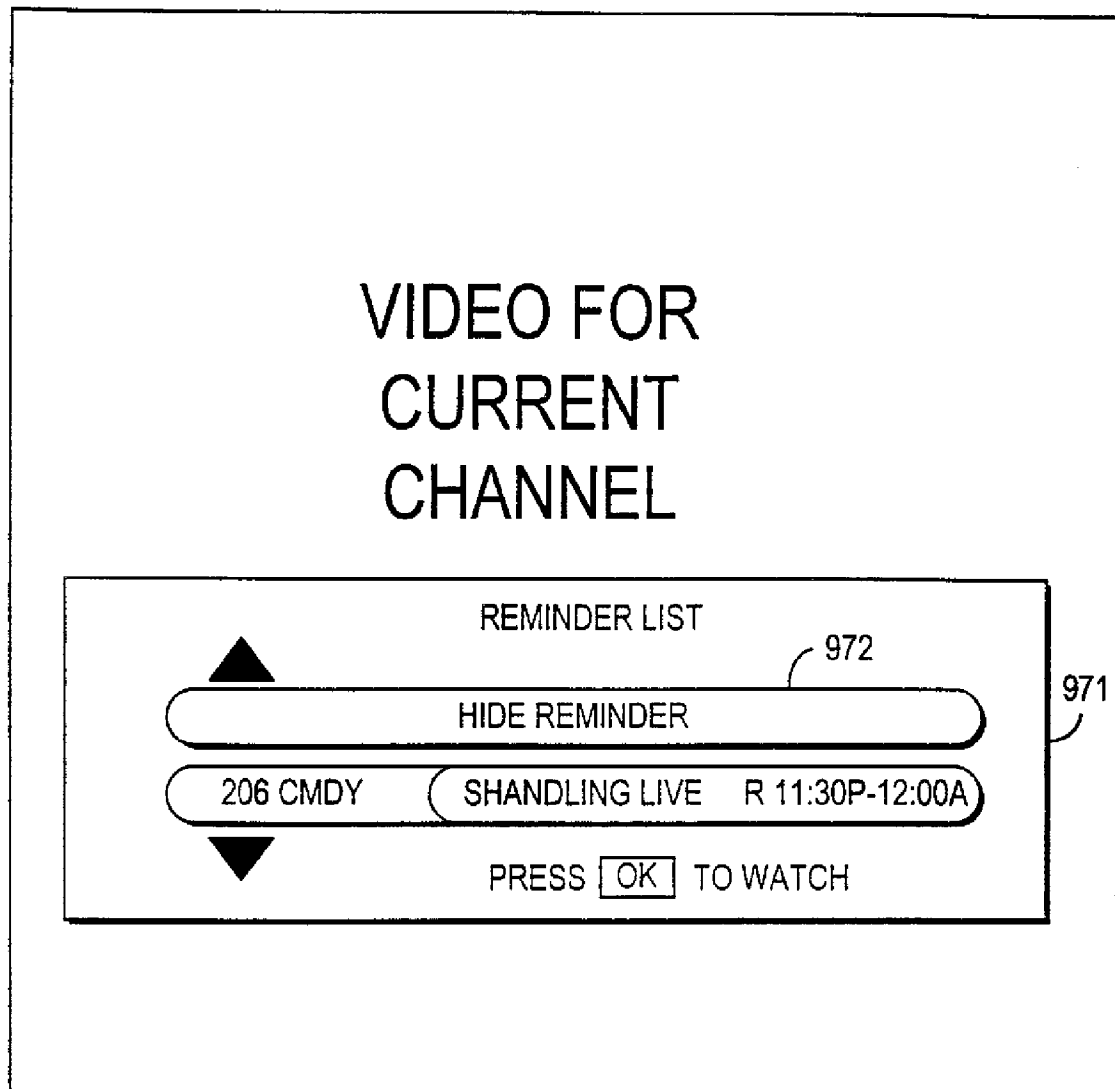 VIDEO FOR
CURRENT
CHANNEL
REMINDER LIST
972
971
HIDE REMINDER
206 CMDY SHANDLING LIVE R 11:30P-12:00A
PRESS OK TO WATCH